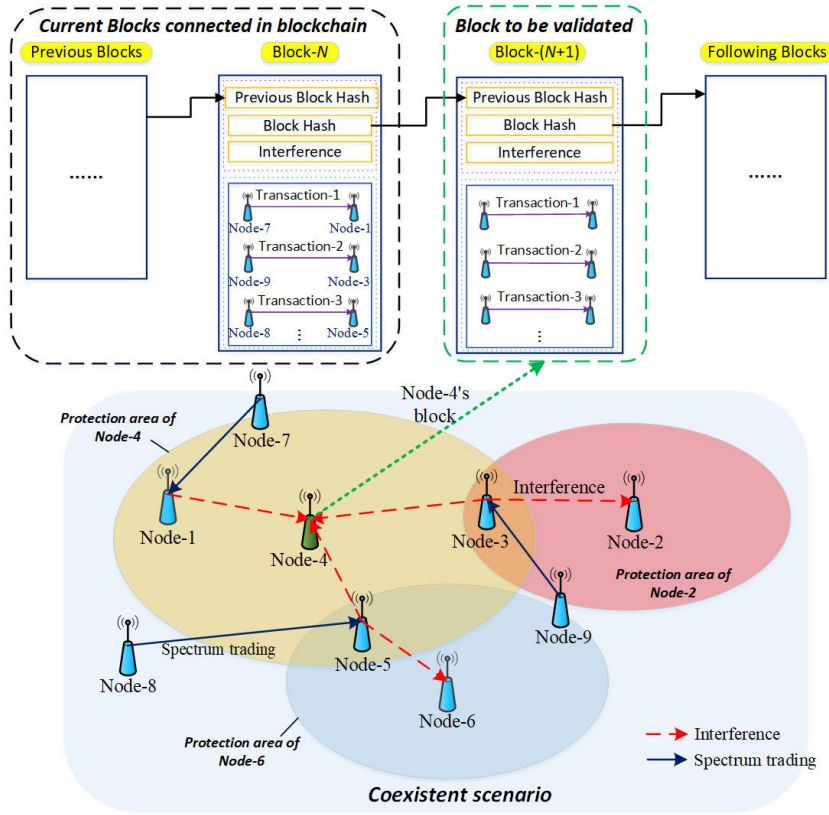 Current Blocks connected in blockchain
Block to be validated
Previous Blocks
Block-N
Block-(N+1)
Following Blocks
......
Previous Block Hash
Block Hash
Interference
Transaction-1
Node-7
Node-1
Transaction-2
Node-9
Node-3
Transaction-3
Node-8
Node-5
...
Previous Block Hash
Block Hash
Interference
Transaction-1
Transaction-2
Transaction-3
...
......
Node-4's
block
Protection area of
Node-4
Node-7
Node-1
Node-4
Node-3
Interference
Node-2
Protection area of
Node-2
Node-9
Node-8
Spectrum trading
Node-5
Node-6
Protection area of
Node-6
Interference
Spectrum trading
Coexistent scenario